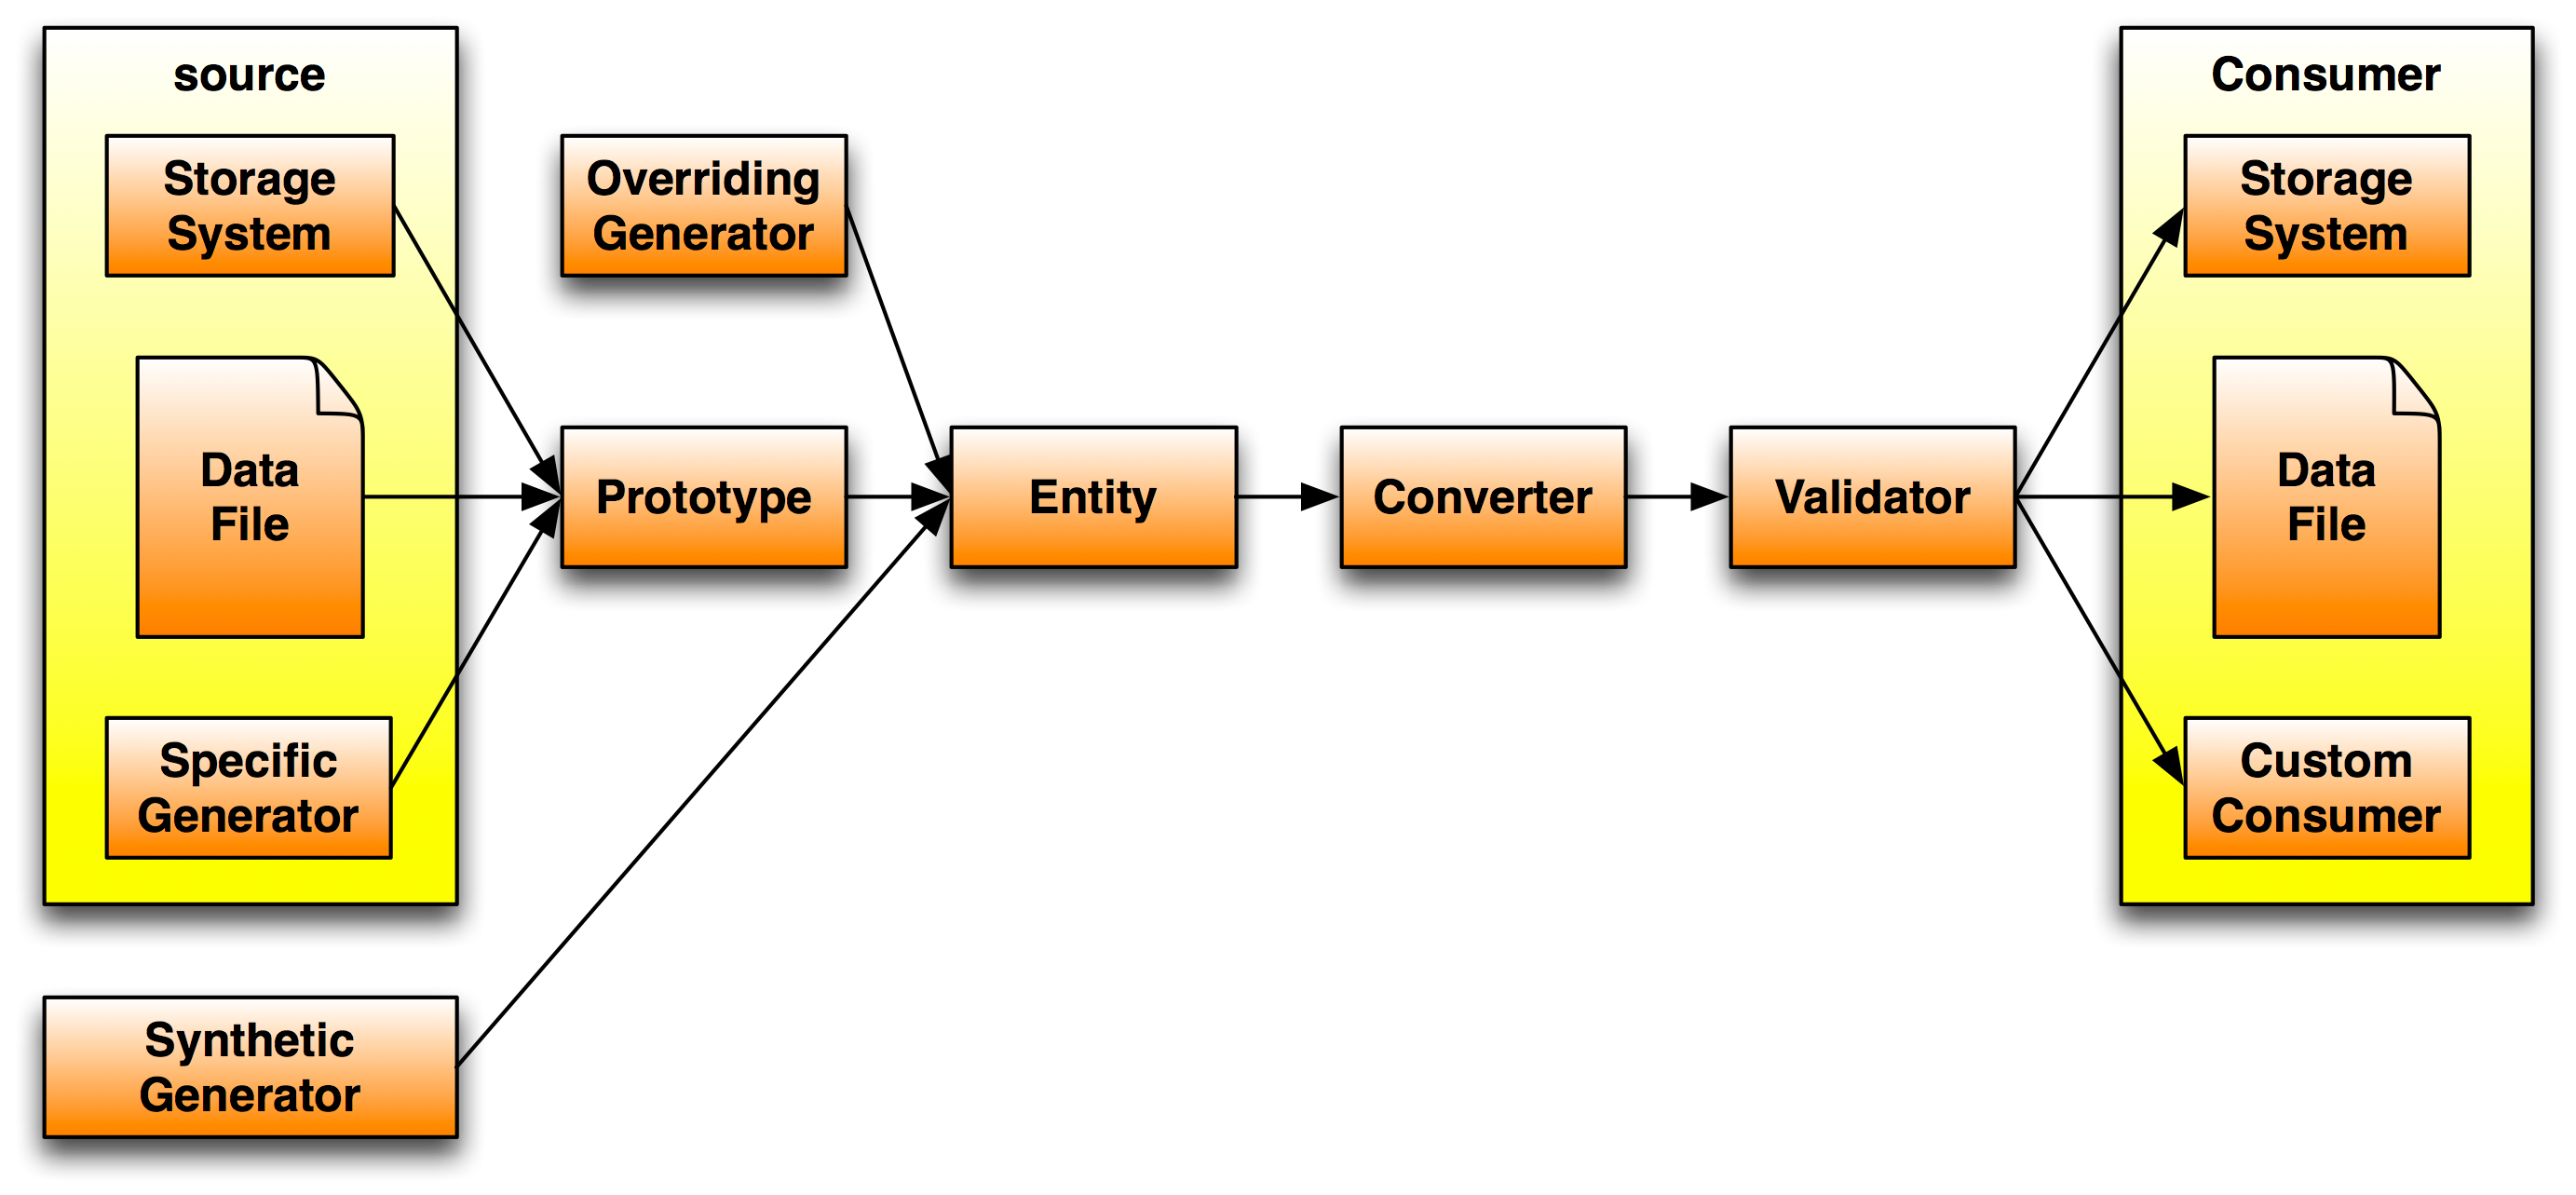 source
Storage
System
Data
File
Specific
Generator
Synthetic
Generator
Overriding
Generator
Prototype
Entity
Converter
Validator
Consumer
Storage
System
Data
File
Custom
Consumer